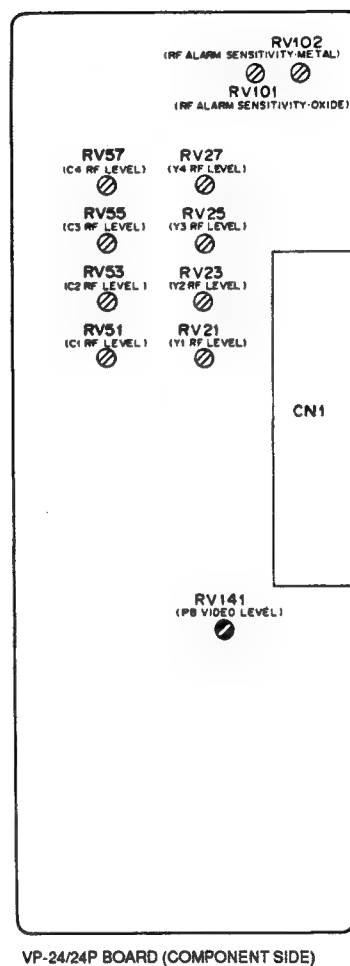 RV102
(RF ALARM SENSITIVITY-METAL)
RV101
(RF ALARM SENSITIVITY-OXIDE)
RV57
(C4 RF LEVEL)
RV27
(Y4 RF LEVEL)
RV55
(C3 RF LEVEL)
RV25
(Y3 RF LEVEL)
RV53
(C2 RF LEVEL)
RV23
(Y2 RF LEVEL)
RV51
(C1 RF LEVEL)
RV21
(Y1 RF LEVEL)
CN1
RV141
(PB VIDEO LEVEL)
VP-24/24P BOARD (COMPONENT SIDE)